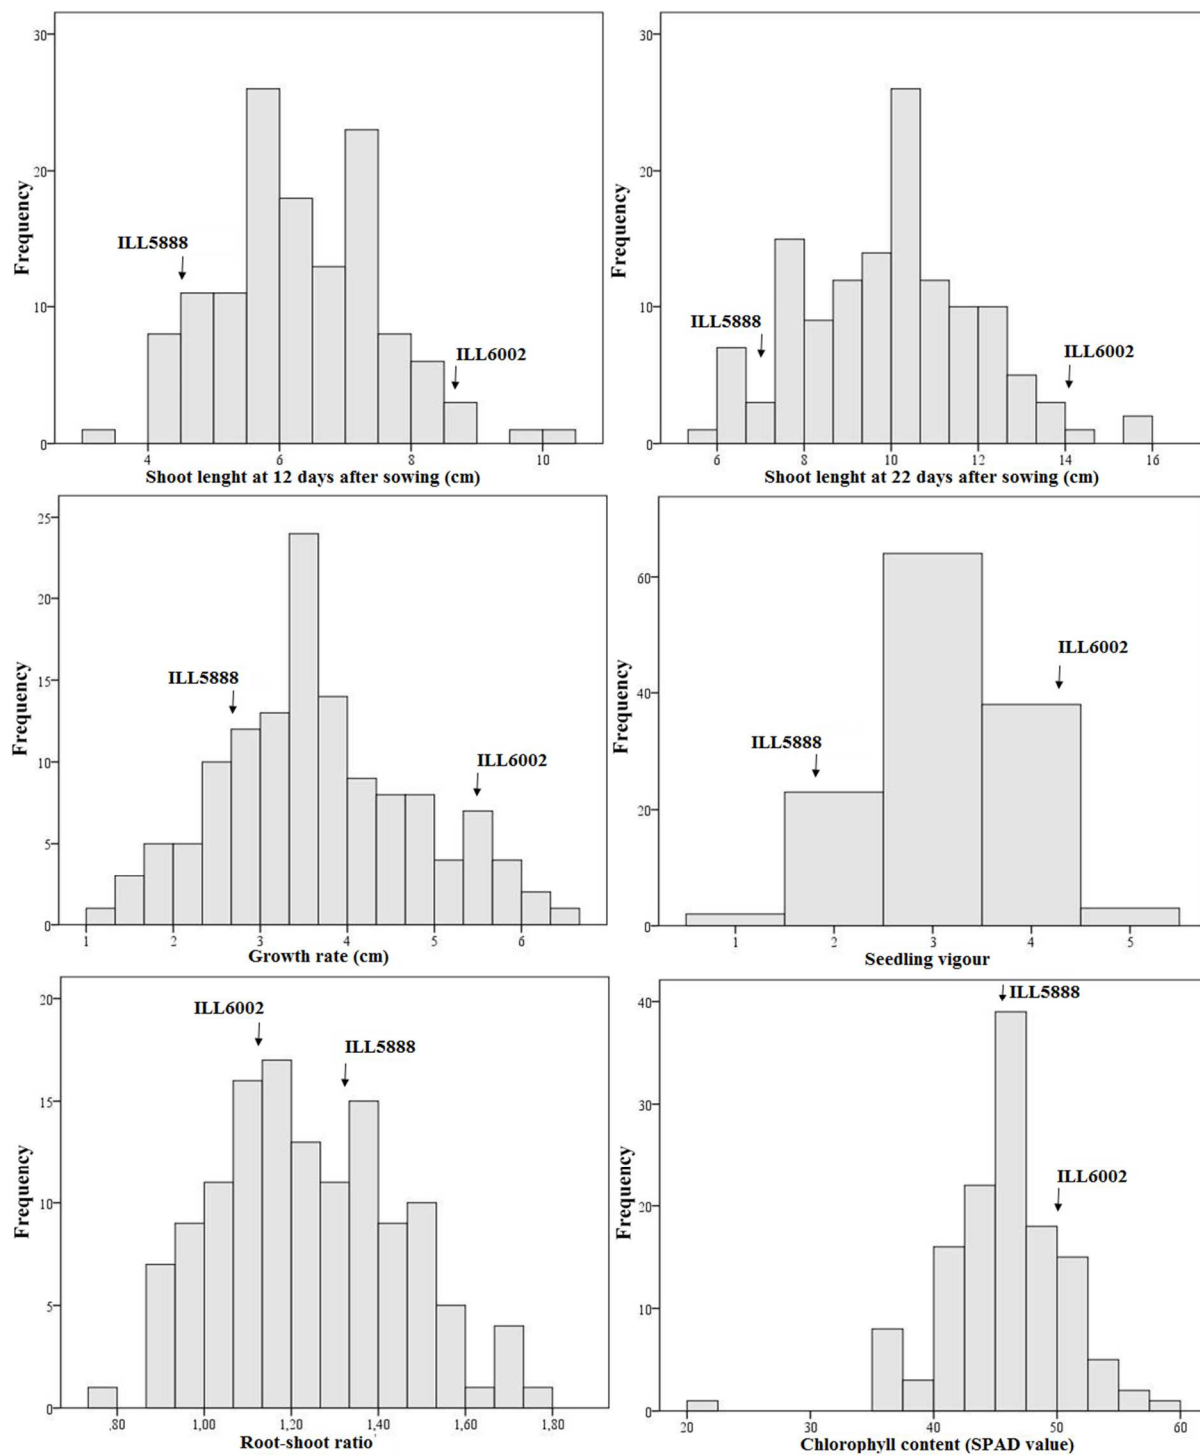 30
20
10
0
Frequency
ILL5888
ILL6002
4
6
8
10
Shoot lenght at 12 days after sowing (cm)
30
20
10
0
Frequency
ILL5888
ILL6002
6
8
10
12
14
16
Shoot lenght at 22 days after sowing (cm)
25
20
15
10
5
0
Frequency
ILL5888
ILL6002
1
2
3
4
5
6
Growth rate (cm)
60
40
20
0
Frequency
ILL5888
ILL6002
1
2
3
4
5
Seedling vigour
20
15
10
5
0
Frequency
ILL6002
ILL5888
,80
1,00
1,20
1,40
1,60
1,80
Root-shoot ratio
40
30
20
10
0
Frequency
ILL5888
ILL6002
20
30
40
50
60
Chlorophyll content (SPAD value)